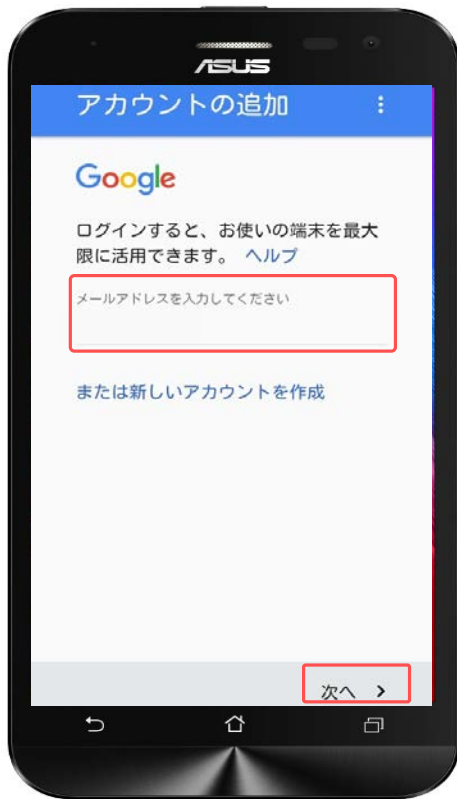 ASUS
アカウントの追加
Google
ログインすると、お使いの端末を最大
限に活用できます。 ヘルプ
メールアドレスを入力してください
または新しいアカウントを作成
次へ